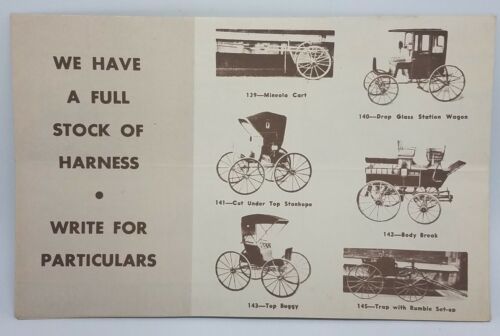 WE HAVE
A FULL
STOCK OF
HARNESS
•
WRITE FOR
PARTICULARS
139—Mineola Cart
140—Drop Glass Station Wagon
141—Cut Under Top Stanhope
142—Body Break
143—Top Buggy
145—Trap with Rumble Set-up